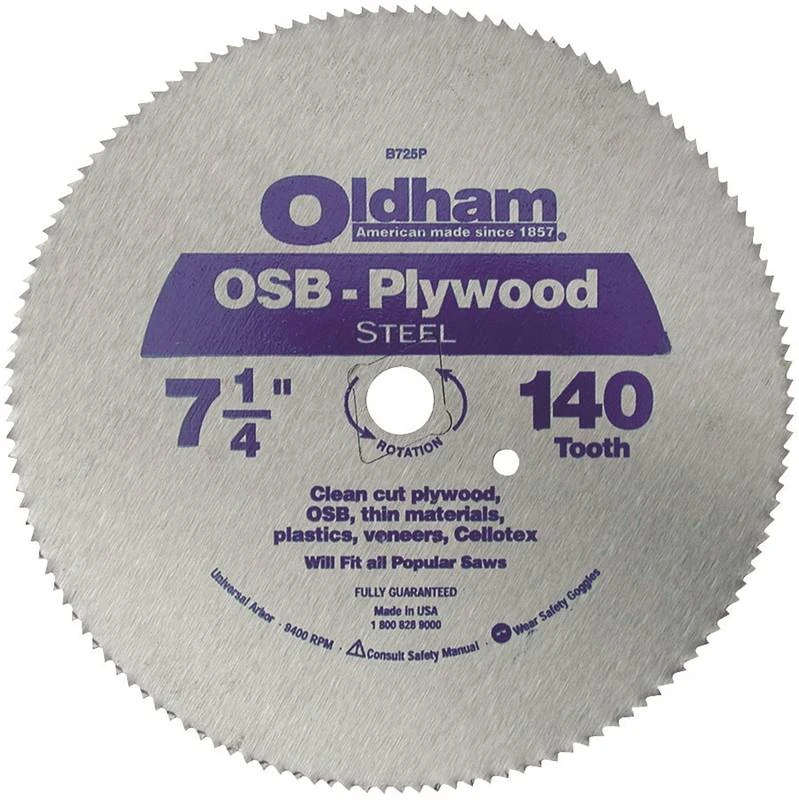 B725P
Oldham
American made since 1857.
OSB - Plywood
STEEL
7 1/4"
140
Tooth
ROTATION
Clean cut plywood,
OSB, thin materials,
plastics, veneers, Cellotex
Will Fit all Popular Saws
FULLY GUARANTEED
Made in USA
1 800 828 9000
Universal Arbor · 9400 RPM · Consult Safety Manual · Wear Safety Goggles